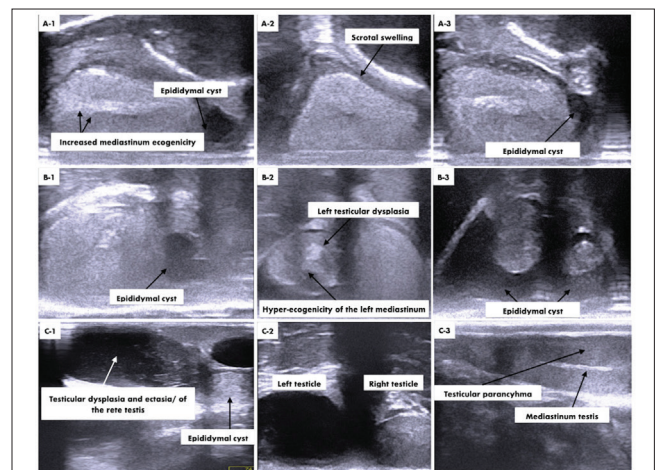 A-1
Epididymal cyst
Increased mediastinum ecogenicity
A-2
Scrotal swelling
A-3
Epididymal cyst
B-1
Epididymal cyst
B-2
Left testicular dysplasia
Hyper-ecogenicity of the left mediastinum
B-3
Epididymal cyst
C-1
Testicular dysplasia and ectasia/ of
the rete testis
Epididymal cyst
C-2
Left testicle
Right testicle
C-3
Testicular parancyhma
Mediastinum testis